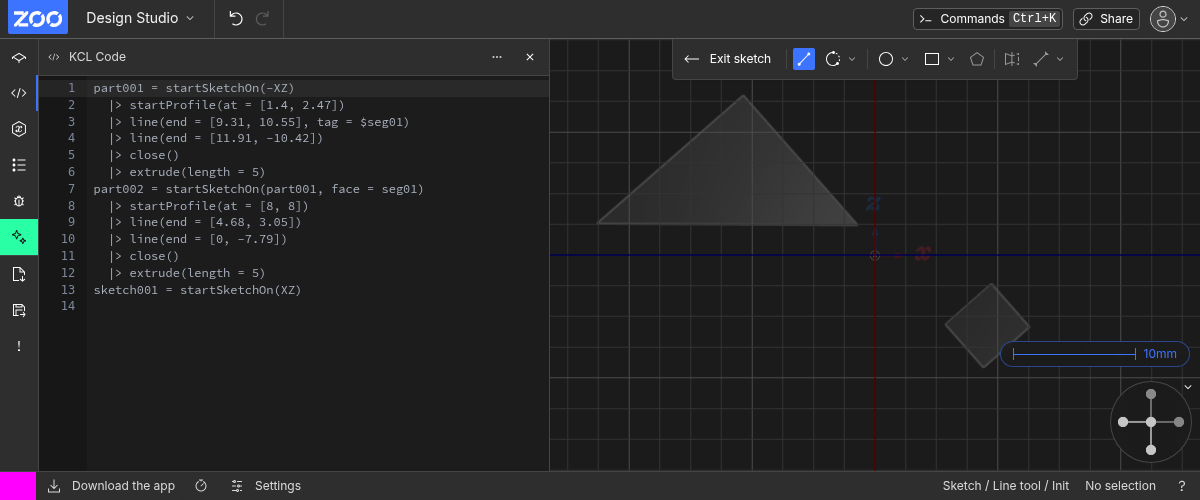 ZOO
Design Studio
Commands Ctrl+K
Share
KCL Code
Exit sketch
1 part001 = startSketchOn(-XZ)
2 |> startProfile(at = [1.4, 2.47])
3 |> line(end = [9.31, 10.55], tag = $seg01)
4 |> line(end = [11.91, -10.42])
5 |> close()
6 |> extrude(length = 5)
7 part002 = startSketchOn(part001, face = seg01)
8 |> startProfile(at = [8, 8])
9 |> line(end = [4.68, 3.05])
10 |> line(end = [0, -7.79])
11 |> close()
12 |> extrude(length = 5)
13 sketch001 = startSketchOn(XZ)
14
z
x
10mm
Download the app
Settings
Sketch / Line tool / Init
No selection
?